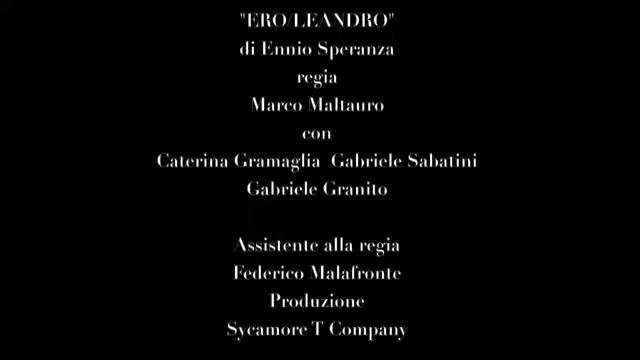 "ERO/LEANDRO"
di Ennio Speranza
regia
Marco Maltauro
con
Caterina Gramaglia Gabriele Sabatini
Gabriele Granito
Assistente alla regia
Federico Malafronte
Produzione
Sycamore T Company